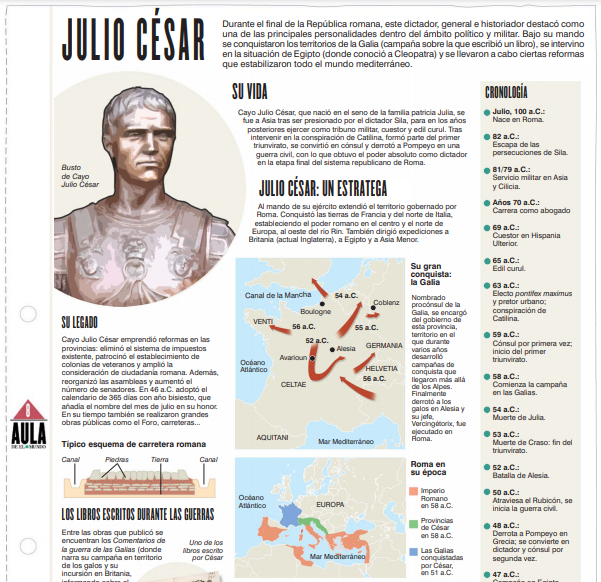 JULIO CÉSAR
Durante el final de la República romana, este dictador, general e historiador destacó como
una de las principales personalidades dentro del ámbito político y militar. Bajo su mando
se conquistaron los territorios de la Galia (campaña sobre la que escribió un libro), se intervino
en la situación de Egipto (donde conoció a Cleopatra) y se llevaron a cabo ciertas reformas
que estabilizaron todo el mundo mediterráneo.
Busto
de Cayo
Julio César
SU VIDA
Cayo Julio César, que nació en el seno de la familia patricia Julia, se
fue a Asia tras ser presionado por el dictador Sila, para en los años
posteriores ejercer como tribuno militar, cuestor y edil curul. Tras
intervenir en la conspiración de Catilina, formó parte del primer
triunvirato, se convirtió en cónsul y derrotó a Pompeyo en una
guerra civil, con lo que obtuvo el poder absoluto como dictador
en la etapa final del sistema republicano de Roma.
JULIO CÉSAR: UN ESTRATEGA
Al mando de su ejército extendió el territorio gobernado por
Roma. Conquistó las tierras de Francia y del norte de Italia,
estableciendo el poder romano en el centro y el norte de
Europa, al oeste del río Rin. También dirigió expediciones a
Britania (actual Inglaterra), a Egipto y a Asia Menor.
Canal de la Mancha
54 a.C.
Coblenz
Boulogne
VENTI
56 a.C.
55 a.C.
52 a.C.
Alesia
GERMANIA
Avarioun
Océano
Atlántico
HELVETIA
56 a.C.
CELTAE
AQUITANI
Mar Mediterráneo
Su gran
conquista:
la Galia
Nombrado
procónsul de la
Galia, se encargó
del gobierno de
esta provincia,
territorio en el
que durante
varios años
desarrolló
campañas de
conquista que
llegaron más allá
de los Alpes.
Finalmente
derrotó a los
galos en Alesia y
su jefe,
Vercingétorix, fue
ejecutado en
Roma.
SU LEGADO
Cayo Julio César emprendió reformas en las
provincias: eliminó el sistema de impuestos
existente, patrocinó el establecimiento de
colonias de veteranos y amplió la
consideración de ciudadanía romana. Además,
reorganizó las asambleas y aumentó el
número de senadores. En 46 a.C. adoptó el
calendario de 365 días con año bisiesto, que
añadía el nombre del mes de julio en su honor.
En su tiempo también se realizaron grandes
obras públicas como el Foro, carreteras...
AULA
DE EL MUNDO
Típico esquema de carretera romana
Canal Piedras Tierra Canal
LOS LIBROS ESCRITOS DURANTE LAS GUERRAS
Entre las obras que publicó se
encuentran los Comentarios de
la guerra de las Galias (donde
narra su campaña en territorio
de los galos y su
incursión en Britania,
Uno de los
libros escrito
por César
Océano
Atlántico
EUROPA
Mar Mediterráneo
Roma en
su época
Imperio
Romano
en 58 a.C.
Provincias
de César
en 58 a.C.
Las Galias
conquistadas
por César,
en 51 a.C.
CRONOLOGÍA
Julio, 100 a.C.:
Nace en Roma.
82 a.C.:
Escapa de las
persecuciones de Sila.
81/79 a.C.:
Servicio militar en Asia
y Cilicia.
Años 70 a.C.:
Carrera como abogado
69 a.C.:
Cuestor en Hispania
Ulterior.
65 a.C.:
Edil curul.
63 a.C.:
Electo pontifex maximus
y pretor urbano;
conspiración de
Catilina.
59 a.C.:
Cónsul por primera vez;
inicio del primer
triunvirato.
58 a.C.:
Comienza la campaña
en las Galias.
54 a.C.:
Muerte de Julia.
53 a.C.:
Muerte de Craso: fin del
triunvirato.
52 a.C.:
Batalla de Alesia.
50 a.C.:
Atraviesa el Rubicón, se
inicia la guerra civil.
48 a.C.:
Derrota a Pompeyo en
Grecia; se convierte en
dictador y cónsul por
segunda vez.
47 a.C.: